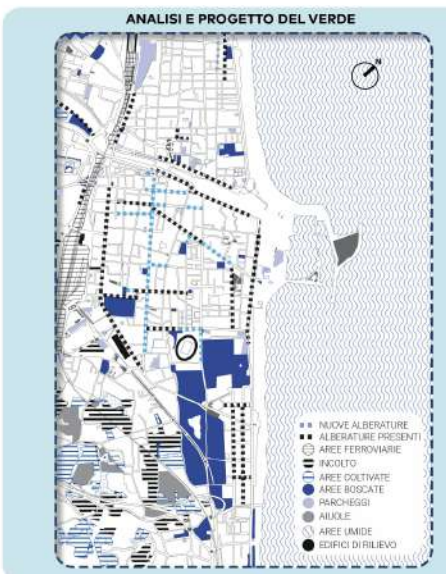 ANALISI E PROGETTO DEL VERDE
N
NUOVE ALBERATURE
ALBERATURE PRESENTI
AREE FERROVIARIE
INCOLTO
AREE COLTIVATE
AREE BOSCATE
PARCHEGGI
AIUOLE
AREE UMIDE
EDIFICI DI RILIEVO